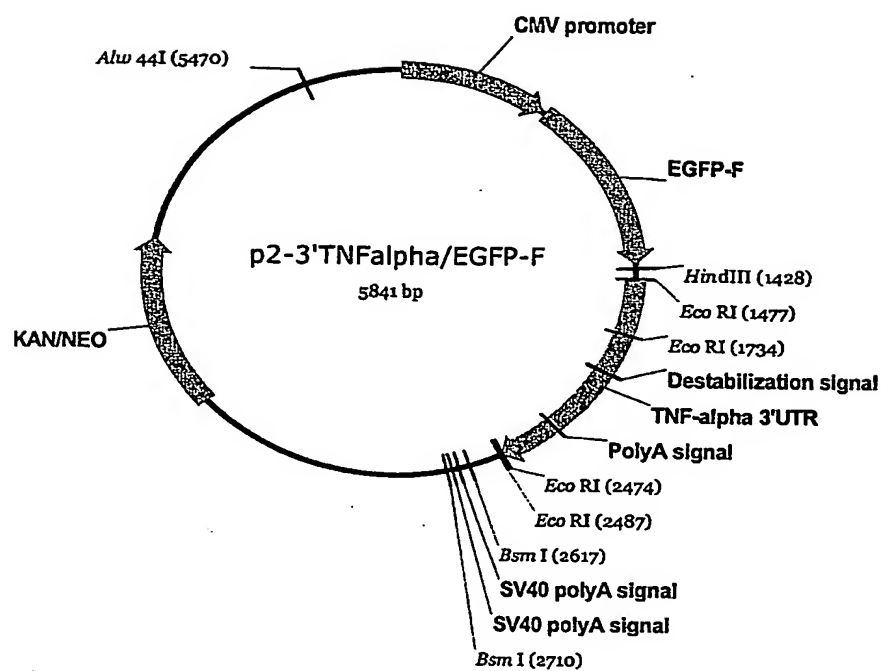 CMV promoter
Alw 44I (5470)
EGFP-F
p2-3'TNFalpha/EGFP-F
5841 bp
HindIII (1428)
Eco RI (1477)
KAN/NEO
Eco RI (1734)
Destabilization signal
TNF-alpha 3'UTR
PolyA signal
Eco RI (2474)
Eco RI (2487)
Bsm I (2617)
SV40 polyA signal
SV40 polyA signal
Bsm I (2710)